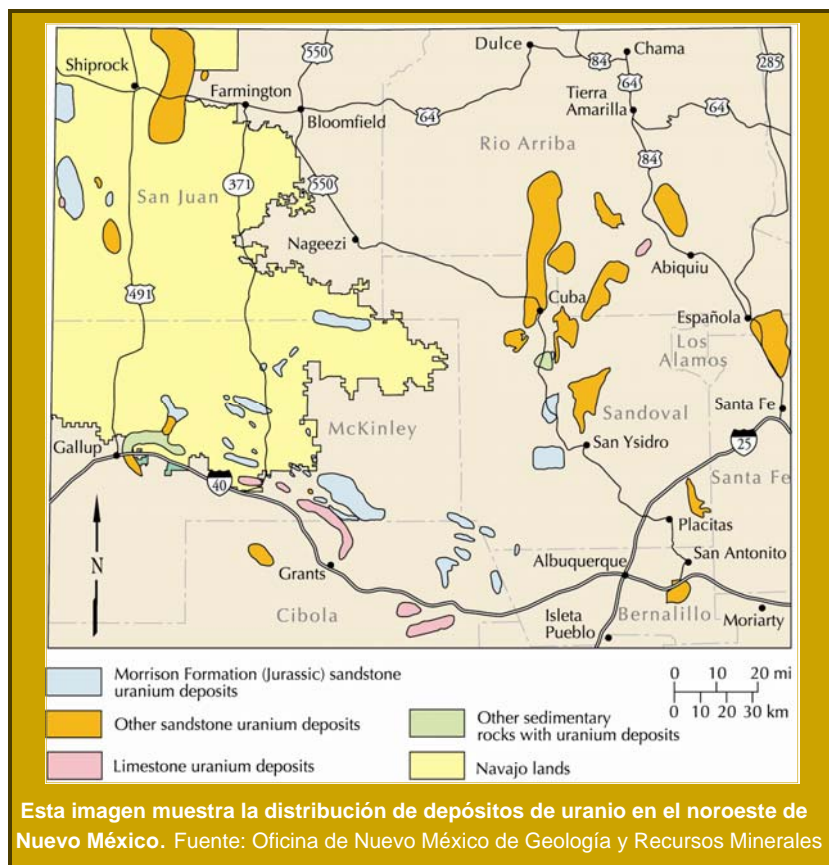 550
Dulce
Chama
285
84
Shiprock
64
Tierra
Amarilla
Farmington
64
Bloomfield
64
Rio Arriba
84
371
550
San Juan
Nageezi
Abiquiu
491
Cuba
Española
Los
Alamos
Santa Fe
Sandoval
McKinley
Gallup
San Ysidro
25
40
Santa Fe
Placitas
N
San Antonito
Albuquerque
Grants
Cibola
Isleta
Pueblo
Bernalillo
Moriarty
Morrison Formation (Jurassic) sandstone
uranium deposits
0 10 20 mi
0 10 20 30 km
Other sandstone uranium deposits
Other sedimentary
rocks with uranium deposits
Limestone uranium deposits
Navajo lands
Esta imagen muestra la distribución de depósitos de uranio en el noroeste de
Nuevo México. Fuente: Oficina de Nuevo México de Geología y Recursos Minerales